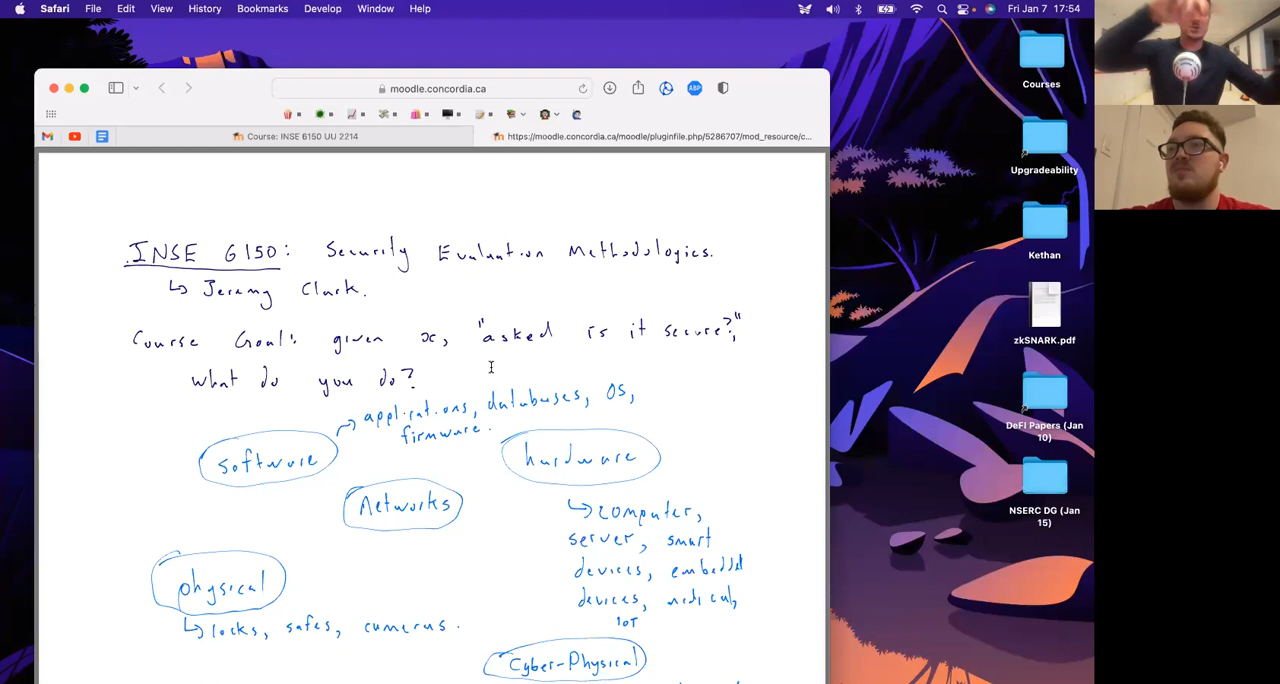 Safari File Edit View History Bookmarks Develop Window Help
Fri Jan 7 17:54
moodle.concordia.ca
ABP
Course: INSE 6150 UU 2214
https://moodle.concordia.ca/moodle/pluginfile.php/5286707/mod_resource/c...
INSE 6150: Security Evaluation Methodologies.
↳ Jeremy Clark.
Course Goal: given x, "asked is it secure?",
what do you do?
applications, databases, OS,
firmware.
software
hardware
Networks
↳ computer,
server, smart
devices, embedded
devices, medical,
IoT
physical
↳ locks, safes, cameras.
Cyber-Physical
Courses
Upgradeability
Kethan
zkSNARK.pdf
DeFI Papers (Jan
10)
NSERC DG (Jan
15)